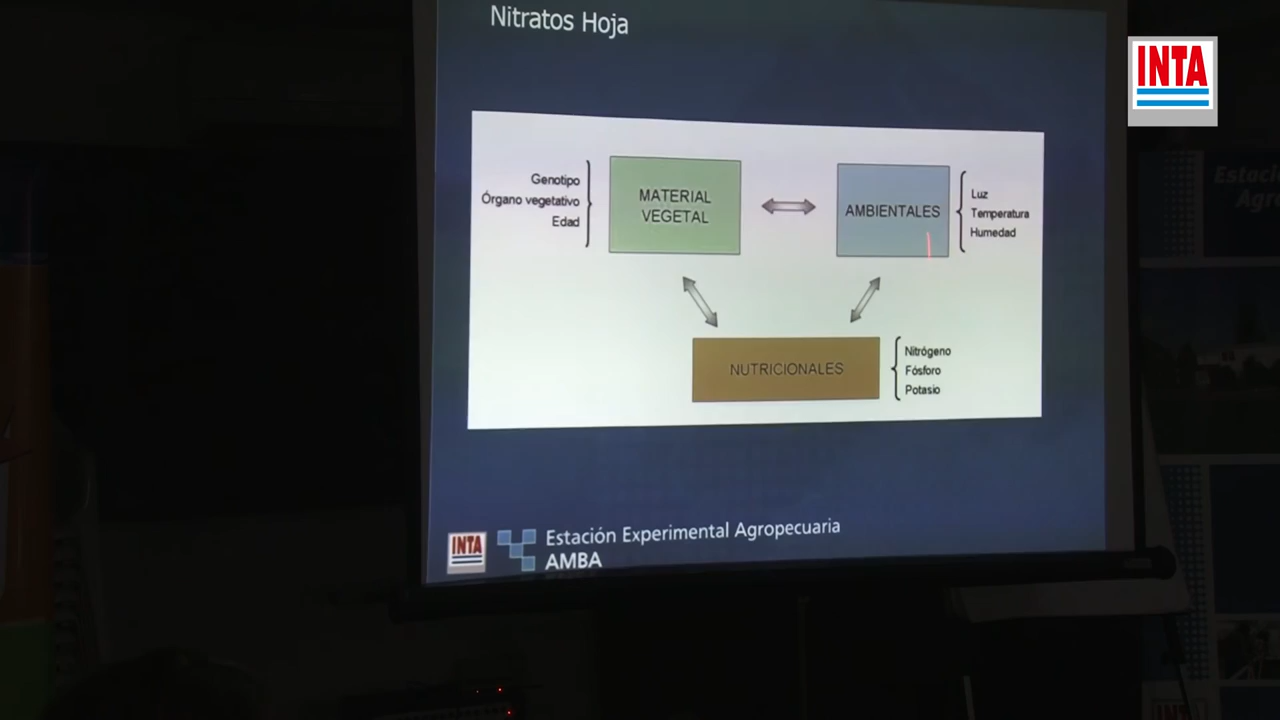 Nitratos Hoja
INTA
Genotipo
Órgano vegetativo
Edad
MATERIAL
VEGETAL
AMBIENTALES
Luz
Temperatura
Humedad
NUTRICIONALES
Nitrógeno
Fósforo
Potasio
INTA
Estación Experimental Agropecuaria
AMBA
INTA